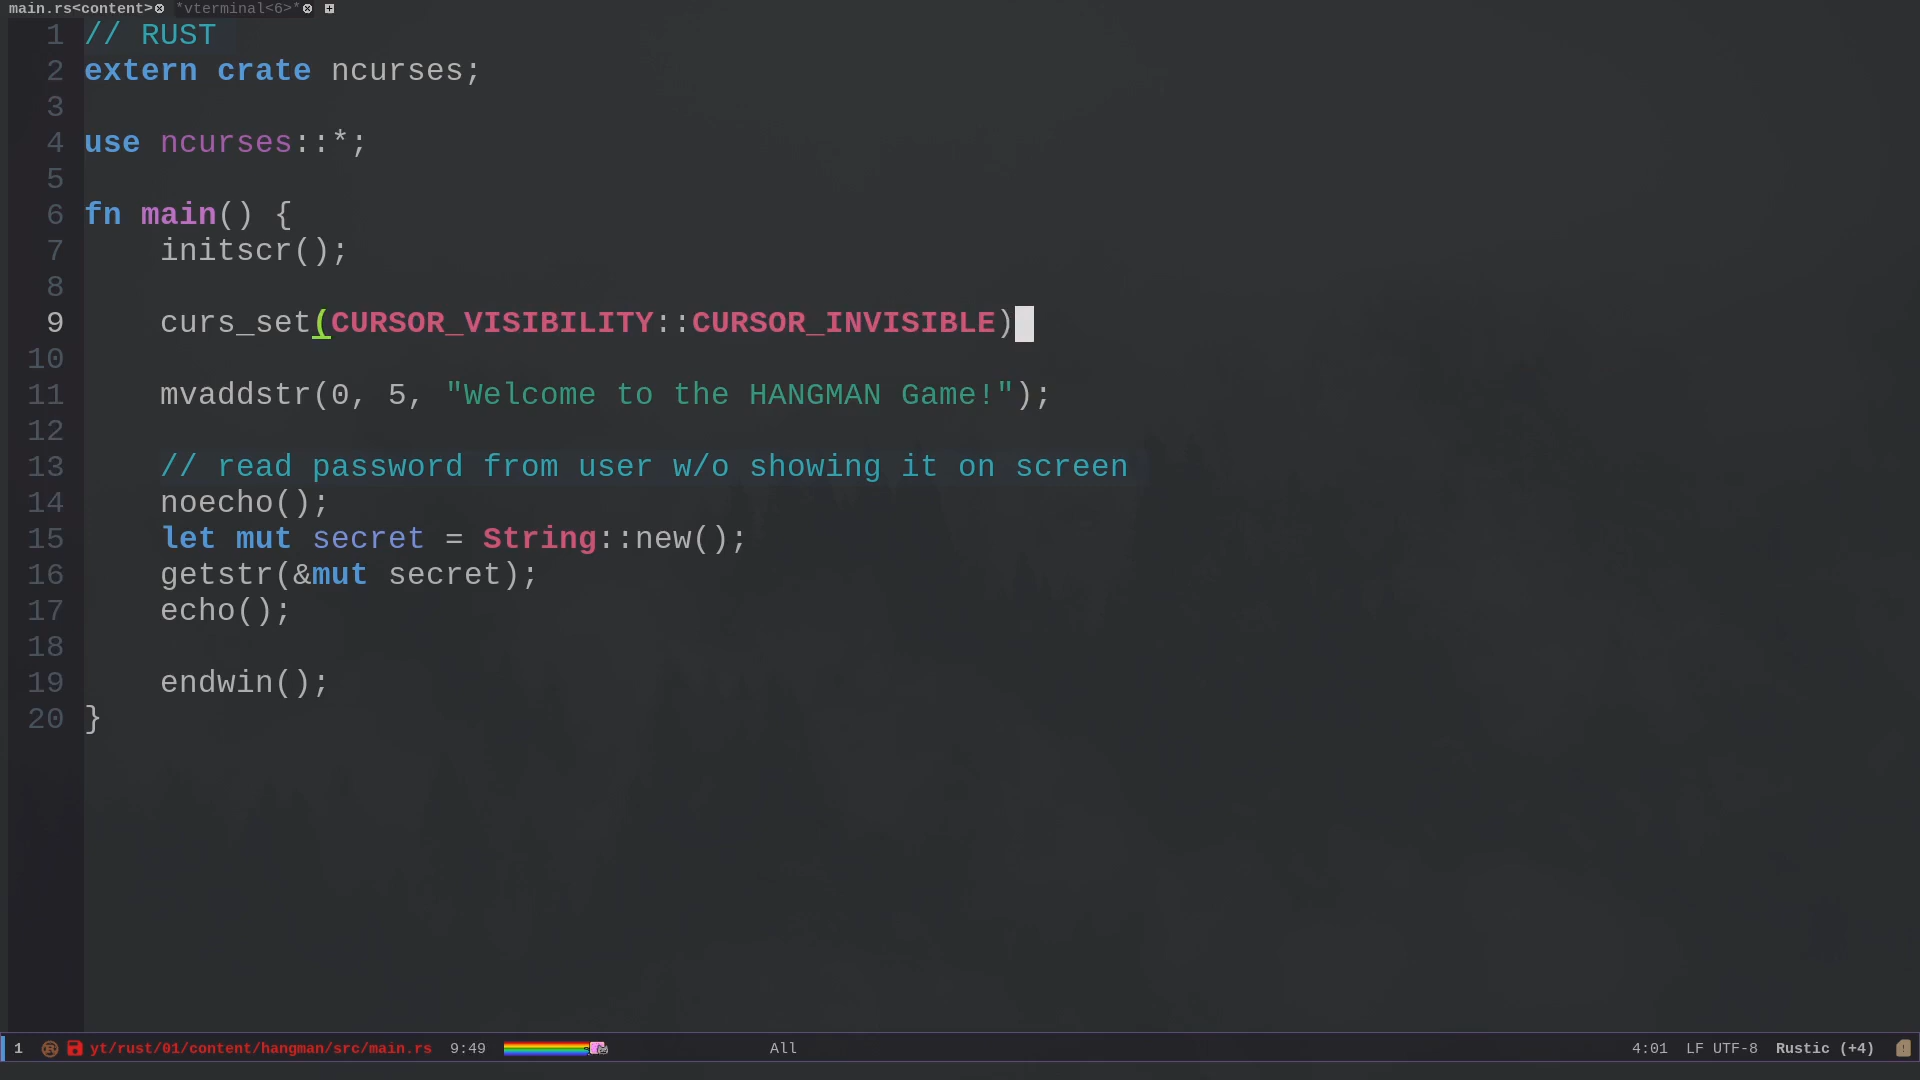 main.rs<content> *vterminal<6>*
1 // RUST
2 extern crate ncurses;
3
4 use ncurses::*;
5
6 fn main() {
7     initscr();
8
9     curs_set(CURSOR_VISIBILITY::CURSOR_INVISIBLE)
10
11     mvaddstr(0, 5, "Welcome to the HANGMAN Game!");
12
13     // read password from user w/o showing it on screen
14     noecho();
15     let mut secret = String::new();
16     getstr(&mut secret);
17     echo();
18
19     endwin();
20 }
1 yt/rust/01/content/hangman/src/main.rs 9:49 All 4:01 LF UTF-8 Rustic (+4)